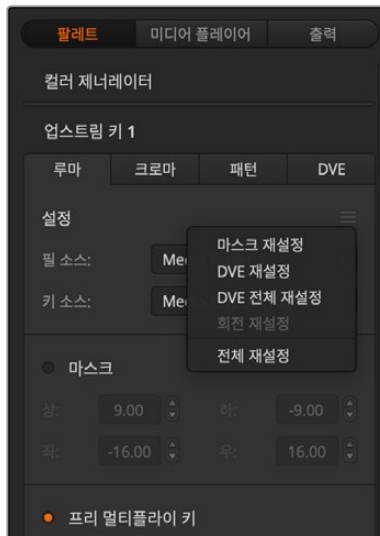 팔레트 미디어 플레이어 출력
컬러 제너레이터
업스트림 키 1
루마 크로마 패턴 DVE
설정
마스크 재설정
DVE 재설정
DVE 전체 재설정
회전 재설정
전체 재설정
필 소스: Me
키 소스: Me
마스크
상: 9.00 하: -9.00
좌: -16.00 우: 16.00
프리 멀티플라이 키